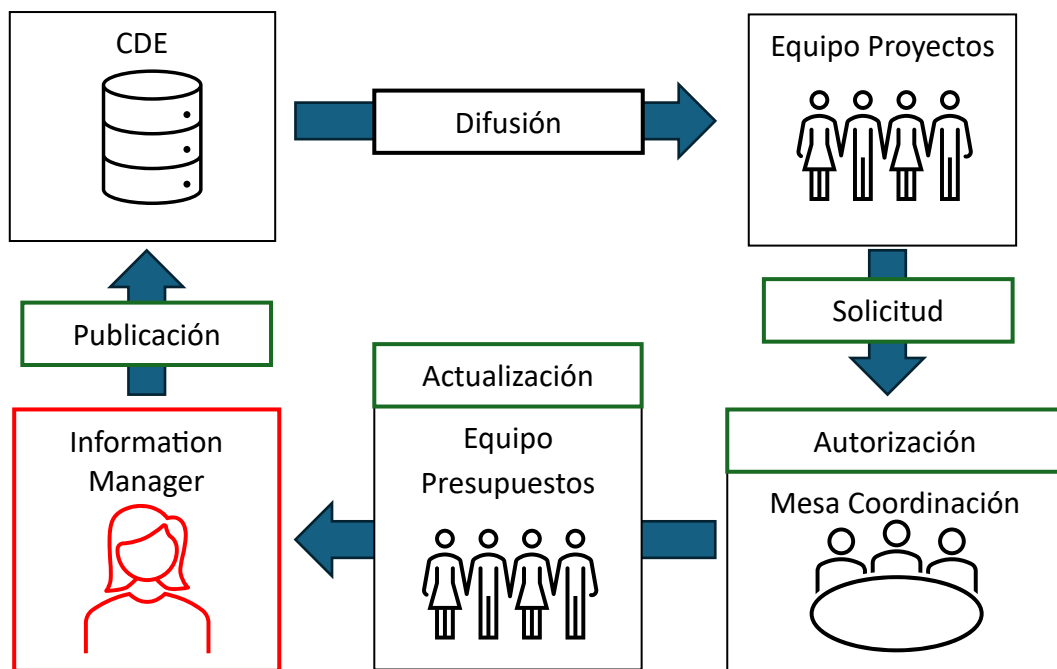 CDE
Difusión
Equipo Proyectos
Solicitud
Autorización
Mesa Coordinación
Actualización
Equipo
Presupuestos
Information
Manager
Publicación